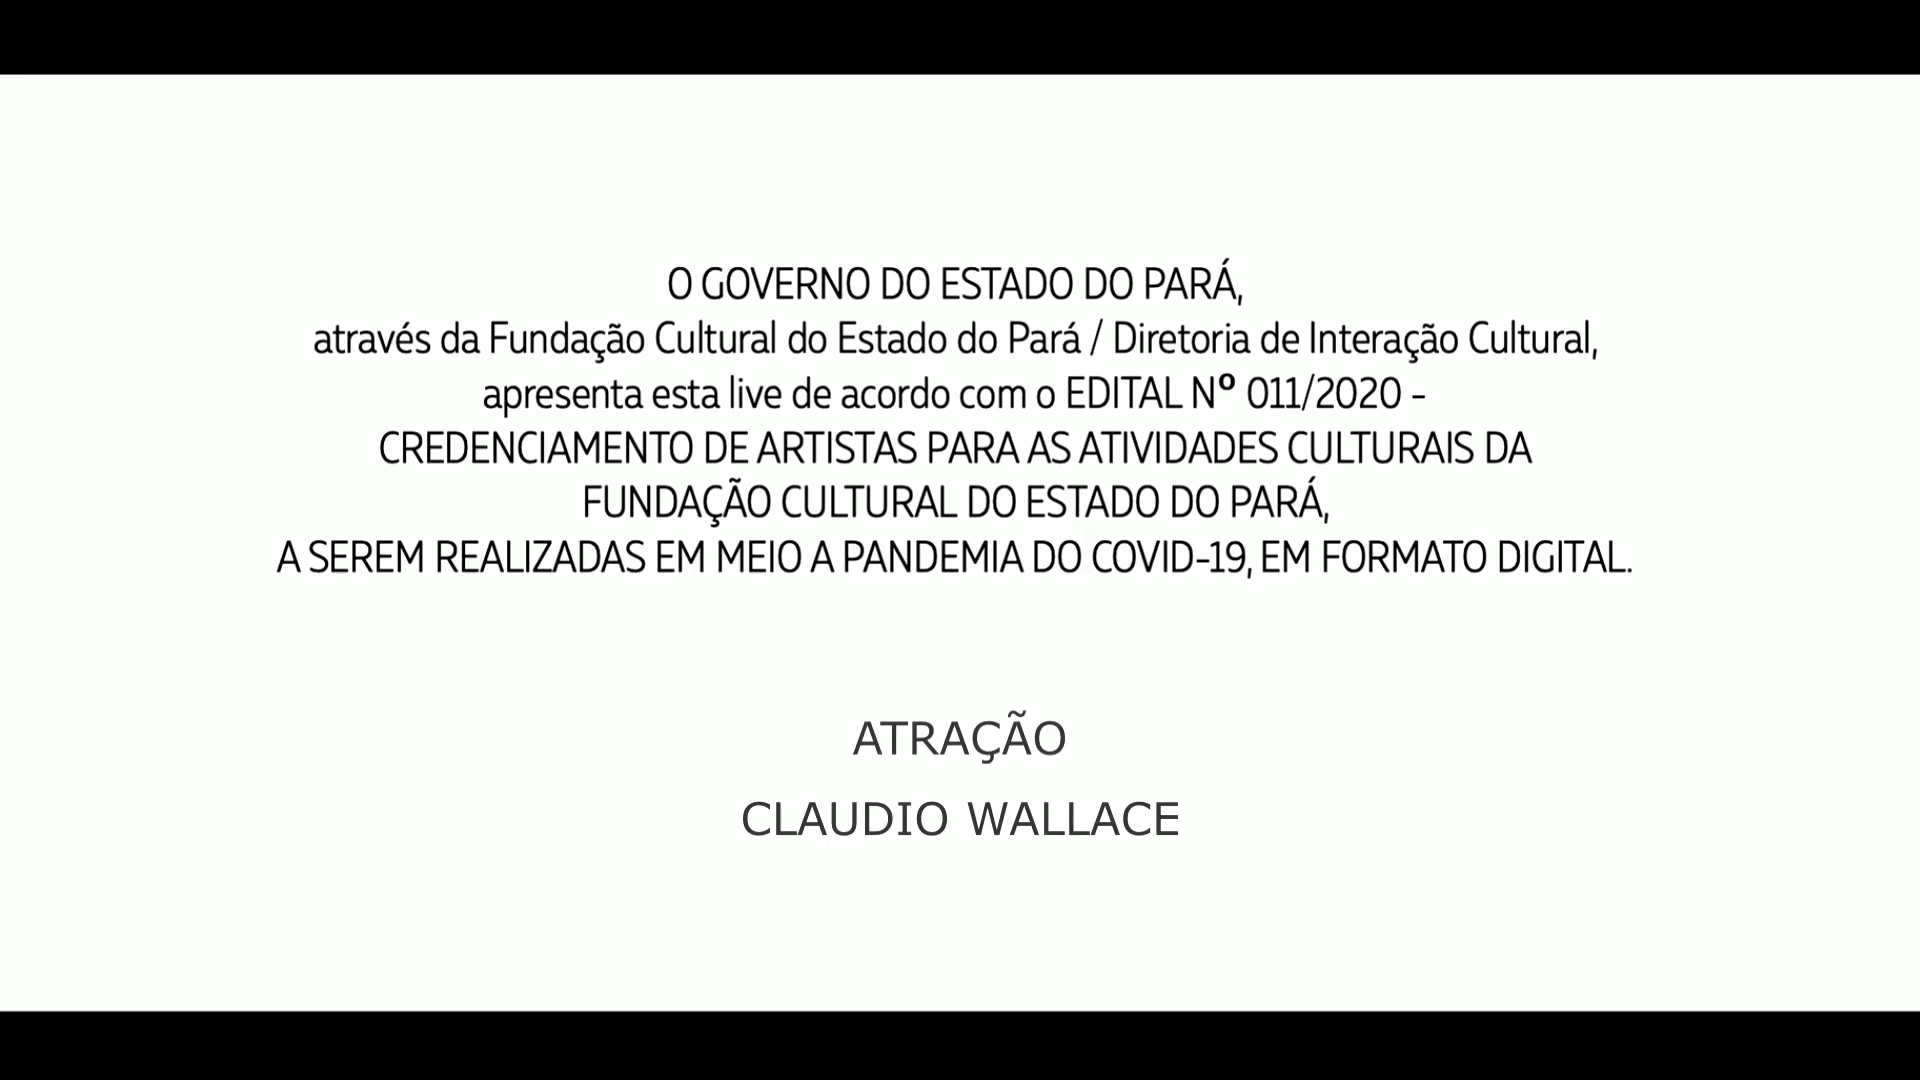 O GOVERNO DO ESTADO DO PARÁ,
através da Fundação Cultural do Estado do Pará / Diretoria de Interação Cultural,
apresenta esta live de acordo com o EDITAL Nº 011/2020 -
CREDENCIAMENTO DE ARTISTAS PARA AS ATIVIDADES CULTURAIS DA
FUNDAÇÃO CULTURAL DO ESTADO DO PARÁ,
A SEREM REALIZADAS EM MEIO A PANDEMIA DO COVID-19, EM FORMATO DIGITAL.
ATRAÇÃO
CLAUDIO WALLACE